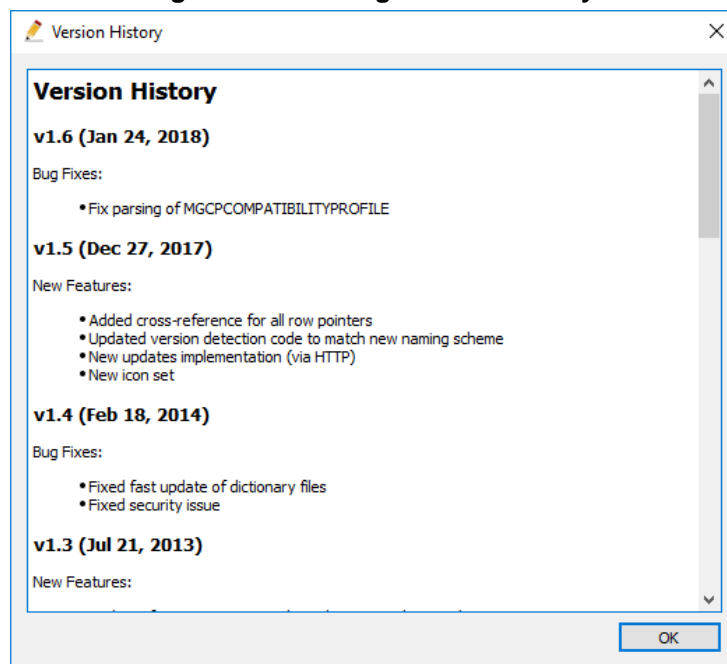 Version History
Version History
v1.6 (Jan 24, 2018)
Bug Fixes:
• Fix parsing of MGCPCOMPATIBILITYPROFILE
v1.5 (Dec 27, 2017)
New Features:
• Added cross-reference for all row pointers
• Updated version detection code to match new naming scheme
• New updates implementation (via HTTP)
• New icon set
v1.4 (Feb 18, 2014)
Bug Fixes:
• Fixed fast update of dictionary files
• Fixed security issue
v1.3 (Jul 21, 2013)
New Features:
OK